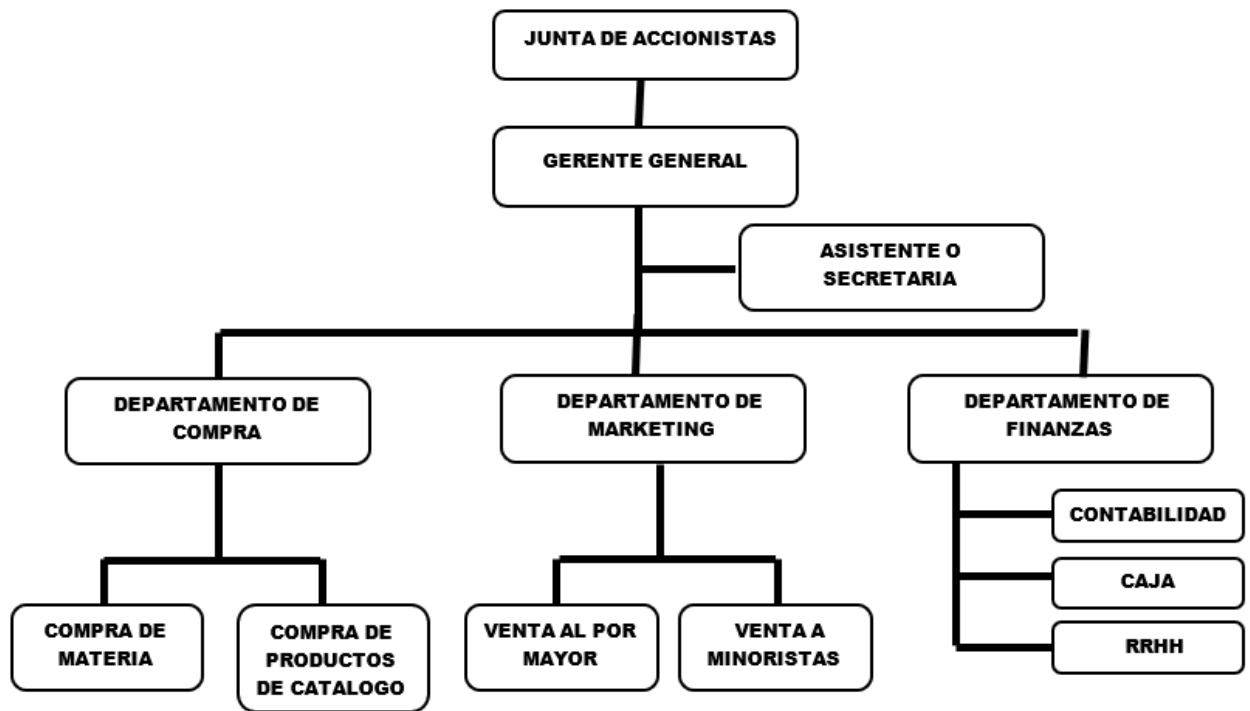 JUNTA DE ACCIONISTAS
GERENTE GENERAL
ASISTENTE O
SECRETARIA
DEPARTAMENTO DE
COMPRA
DEPARTAMENTO DE
MARKETING
DEPARTAMENTO DE
FINANZAS
CONTABILIDAD
CAJA
RRHH
COMPRA DE
MATERIA
COMPRA DE
PRODUCTOS
DE CATALOGO
VENTA AL POR
MAYOR
VENTA A
MINORISTAS